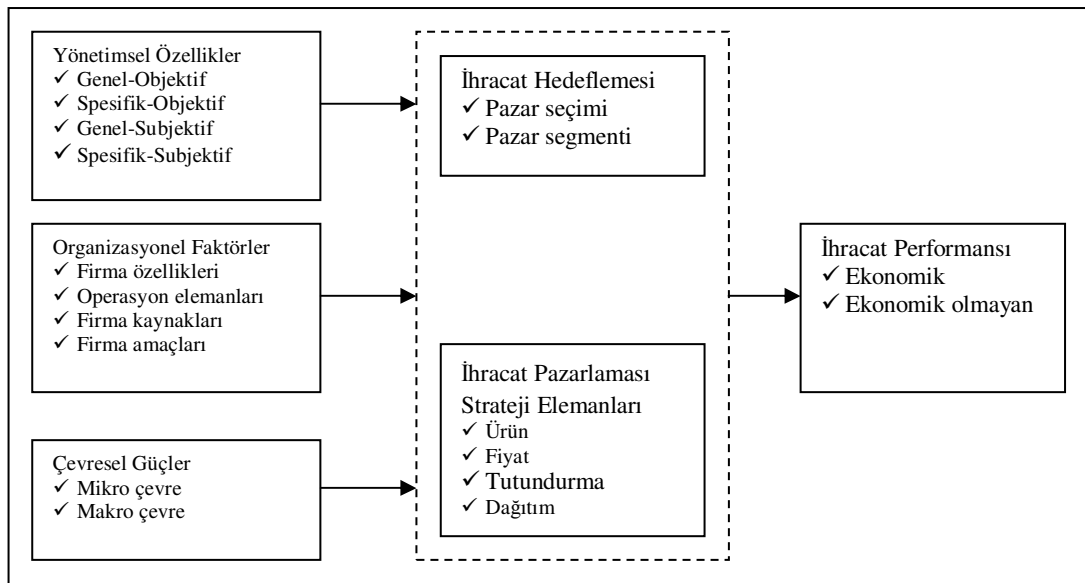 Yönetimsel Özellikler
✓ Genel-Objektif
✓ Spesifik-Objektif
✓ Genel-Subjektif
✓ Spesifik-Subjektif
Organizasyonel Faktörler
✓ Firma özellikleri
✓ Operasyon elemanları
✓ Firma kaynakları
✓ Firma amaçları
Çevresel Güçler
✓ Mikro çevre
✓ Makro çevre
İhracat Hedeflemesi
✓ Pazar seçimi
✓ Pazar segmenti
İhracat Pazarlaması
Strateji Elemanları
✓ Ürün
✓ Fiyat
✓ Tutundurma
✓ Dağıtım
İhracat Performansı
✓ Ekonomik
✓ Ekonomik olmayan